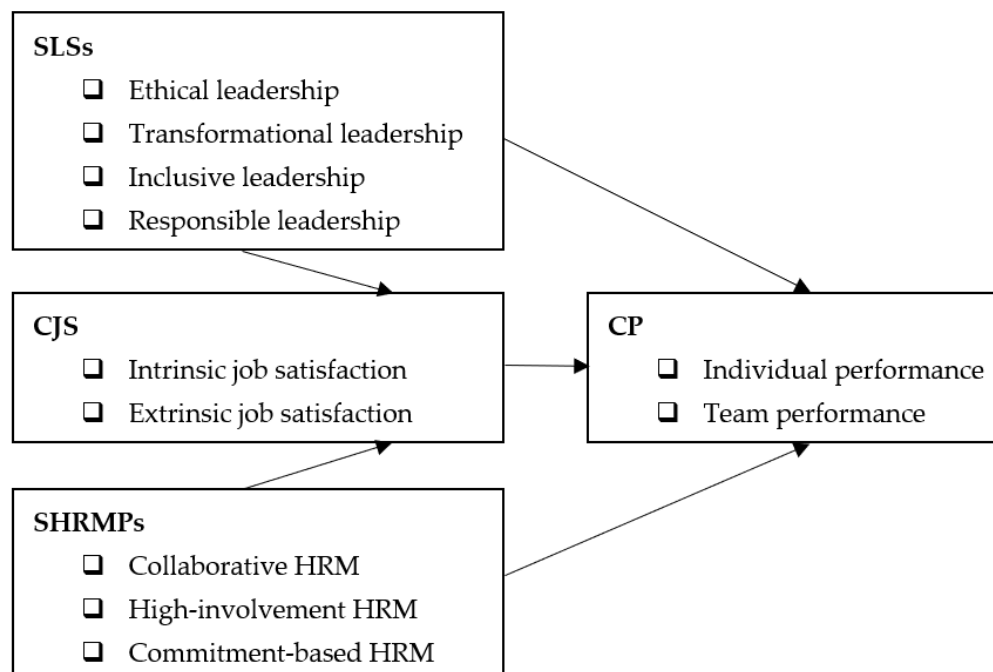 SLSs
❑ Ethical leadership
❑ Transformational leadership
❑ Inclusive leadership
❑ Responsible leadership
CJS
❑ Intrinsic job satisfaction
❑ Extrinsic job satisfaction
CP
❑ Individual performance
❑ Team performance
SHRMPs
❑ Collaborative HRM
❑ High-involvement HRM
❑ Commitment-based HRM